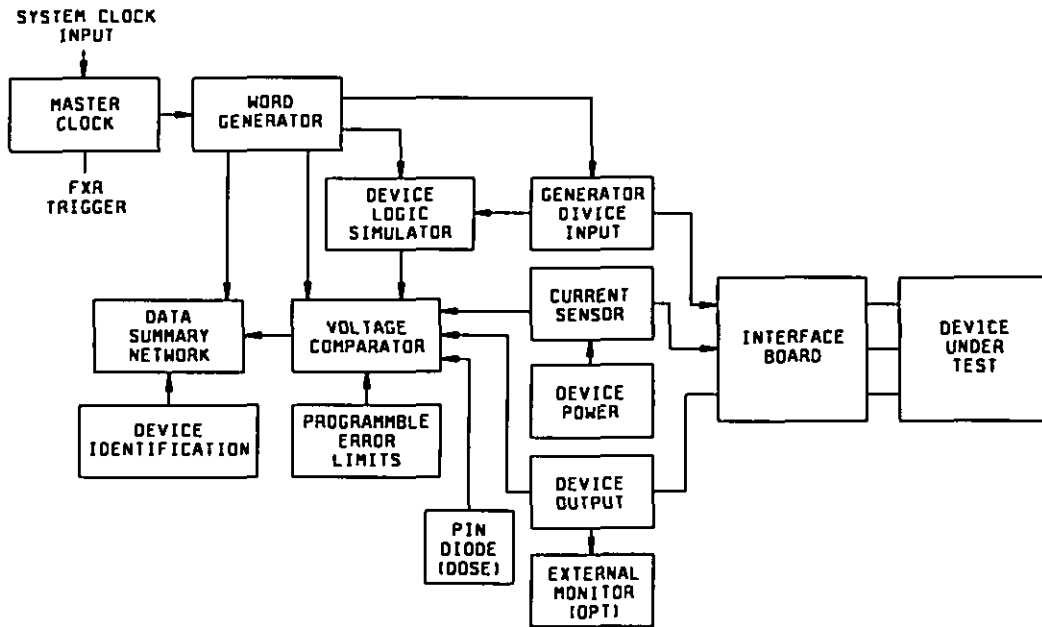 SYSTEM CLOCK
INPUT
MASTER
CLOCK
FXR
TRIGGER
WORD
GENERATOR
DEVICE
LOGIC
SIMULATOR
GENERATOR
DIVICE
INPUT
DATA
SUMMARY
NETWORK
VOLTAGE
COMPARATOR
CURRENT
SENSOR
INTERFACE
BOARD
DEVICE
UNDER
TEST
DEVICE
IDENTIFICATION
PROGRAMMBLE
ERROR
LIMITS
DEVICE
POWER
PIN
DIODE
(DOSE)
DEVICE
OUTPUT
EXTERNAL
MONITOR
(OPT)